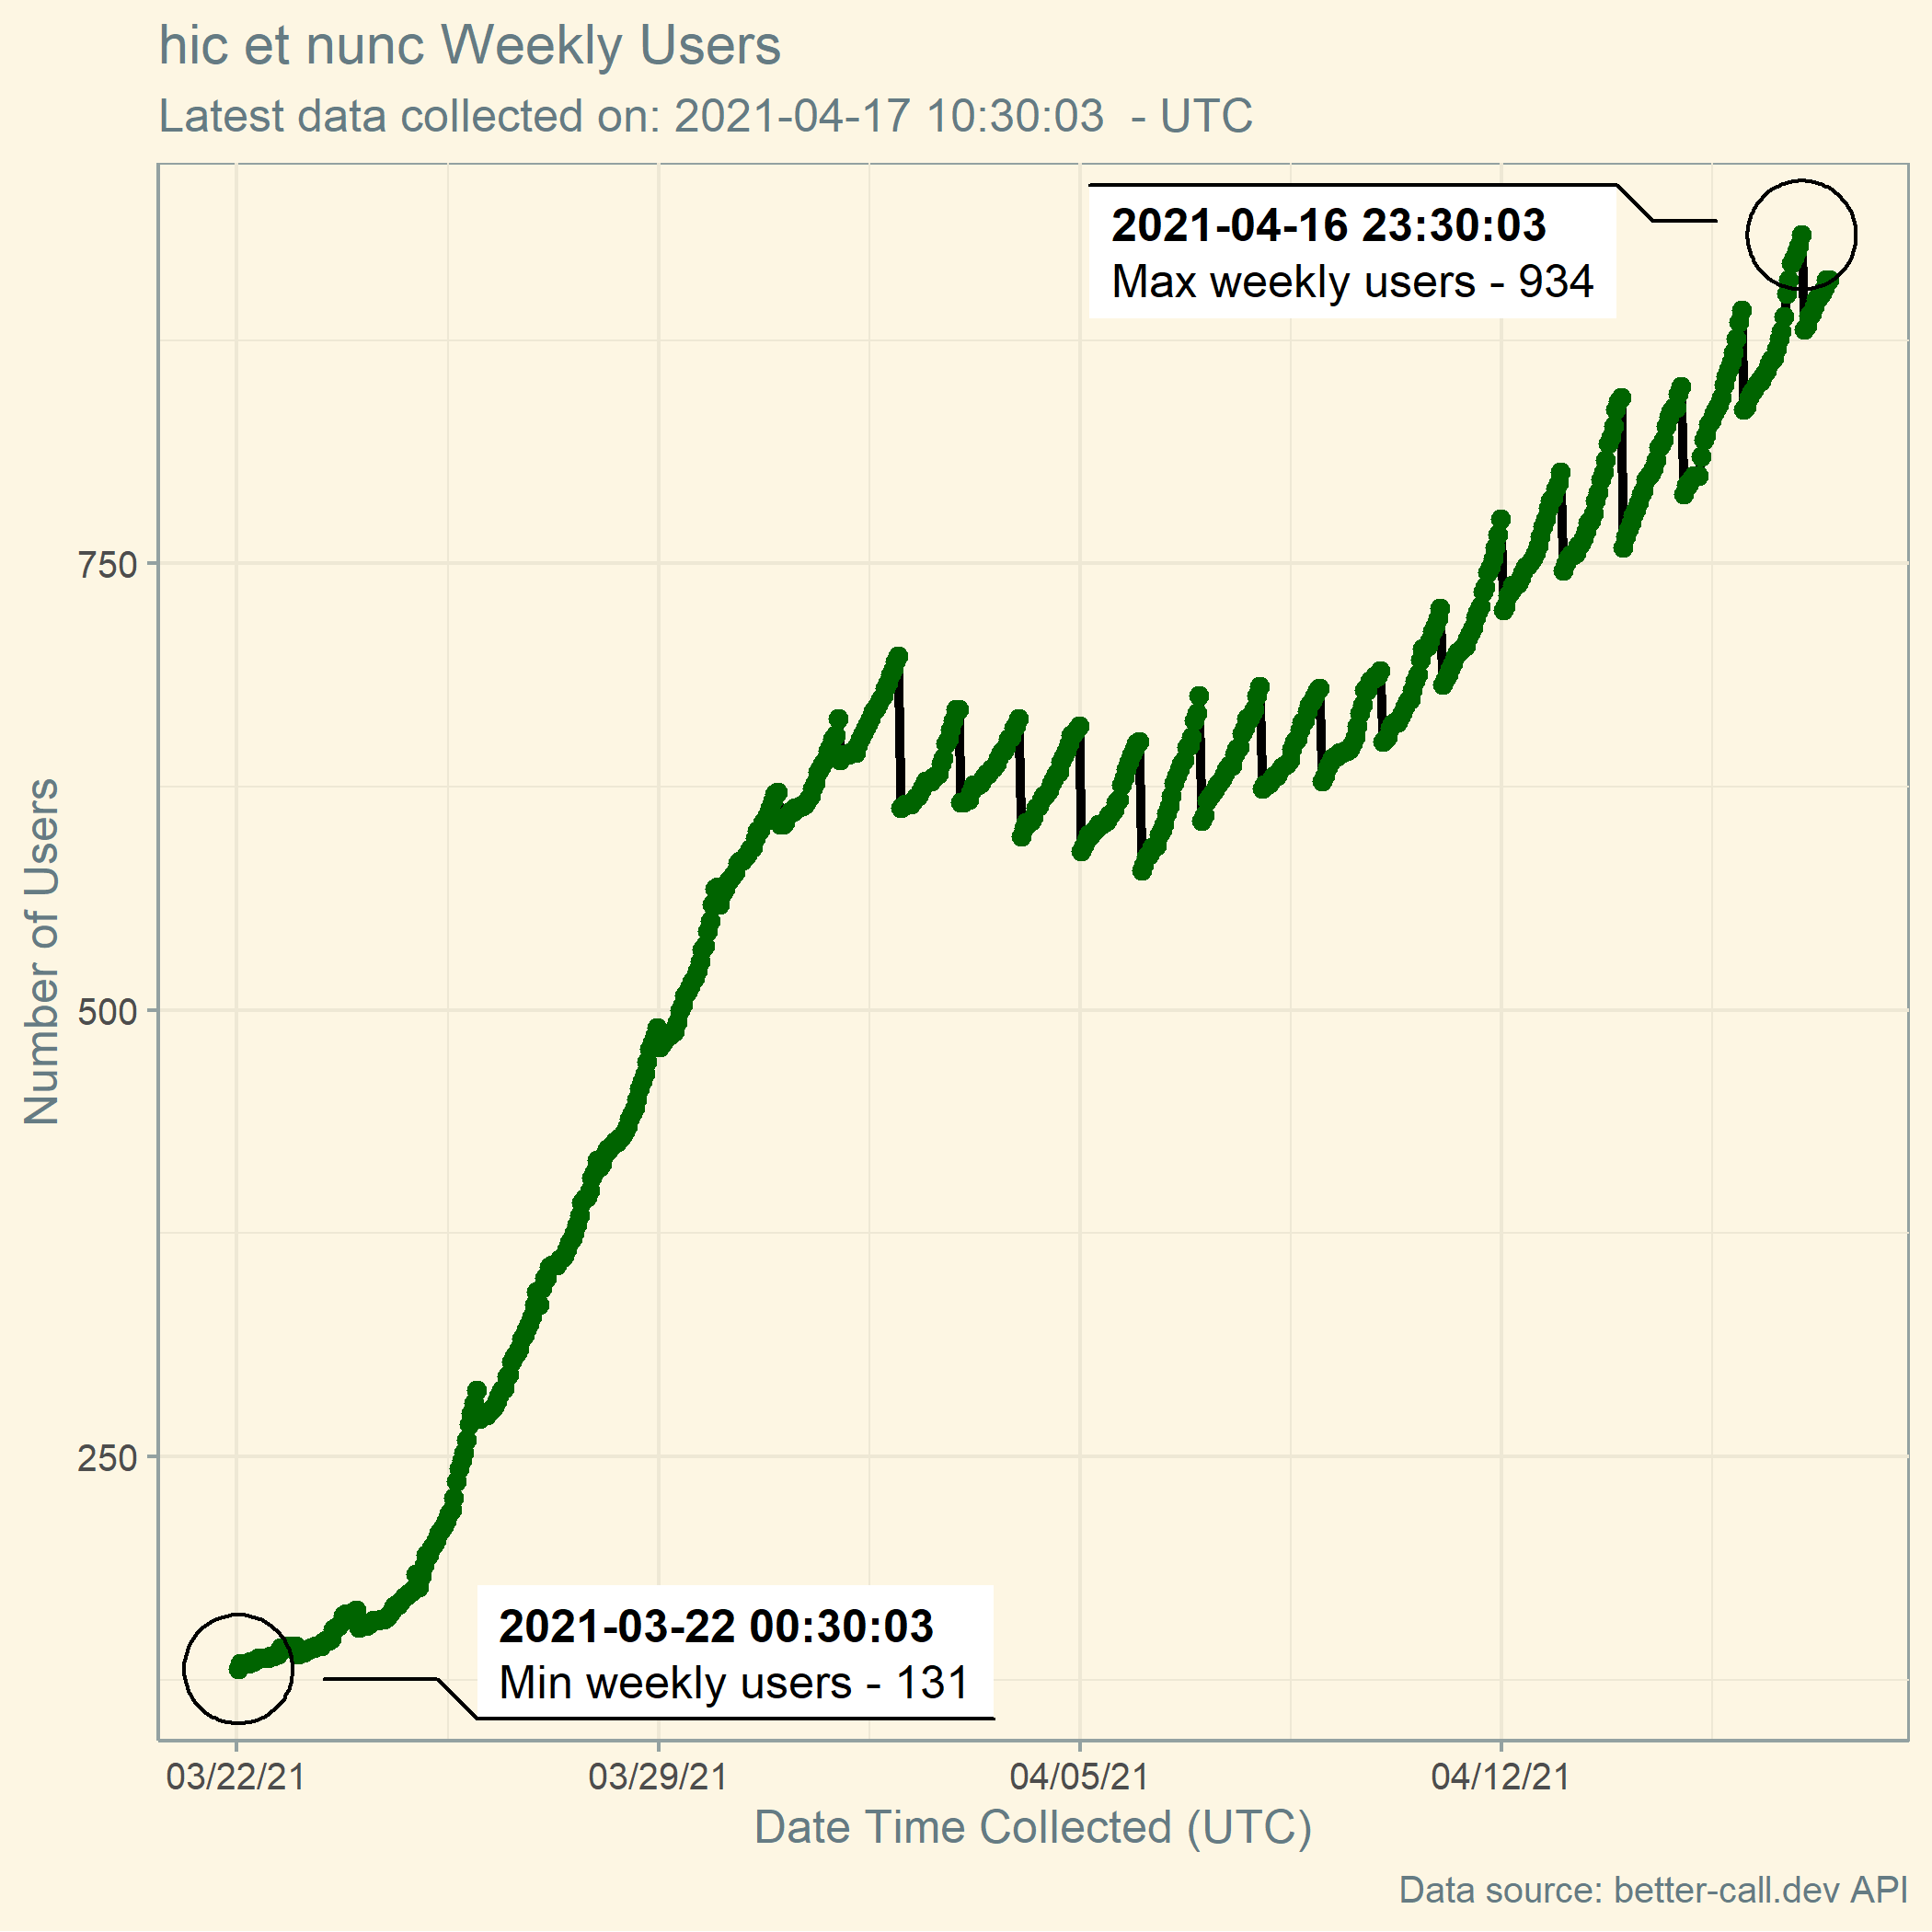 hic et nunc Weekly Users
Latest data collected on: 2021-04-17 10:30:03  - UTC
2021-04-16 23:30:03
Max weekly users - 934
750
500
250
Number of Users
2021-03-22 00:30:03
Min weekly users - 131
03/22/21
03/29/21
04/05/21
04/12/21
Date Time Collected (UTC)
Data source: better-call.dev API